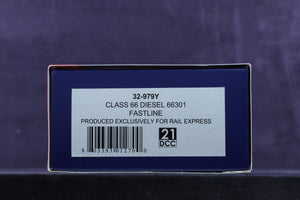 32-979Y
CLASS 66 DIESEL 66301
FASTLINE
PRODUCED EXCLUSIVELY FOR RAIL EXPRESS
21
DCC